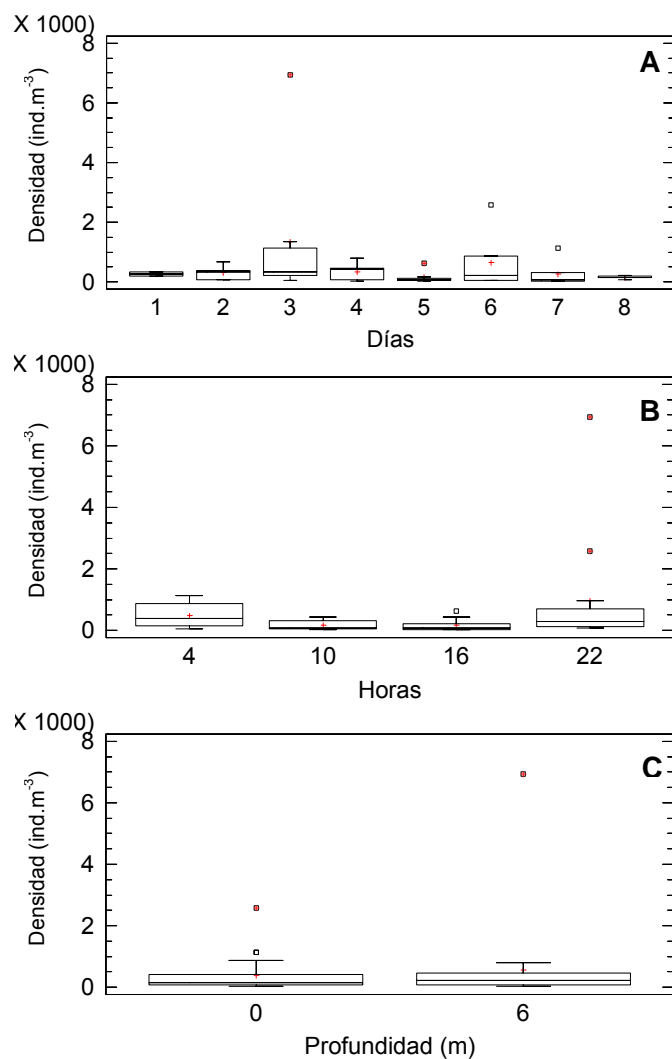 X 1000)
A
8
6
4
2
0
Densidad (ind.m-3)
1 2 3 4 5 6 7 8
Días
X 1000)
B
8
6
4
2
0
Densidad (ind.m-3)
4 10 16 22
Horas
X 1000)
C
8
6
4
2
0
Densidad (ind.m-3)
0 6
Profundidad (m)